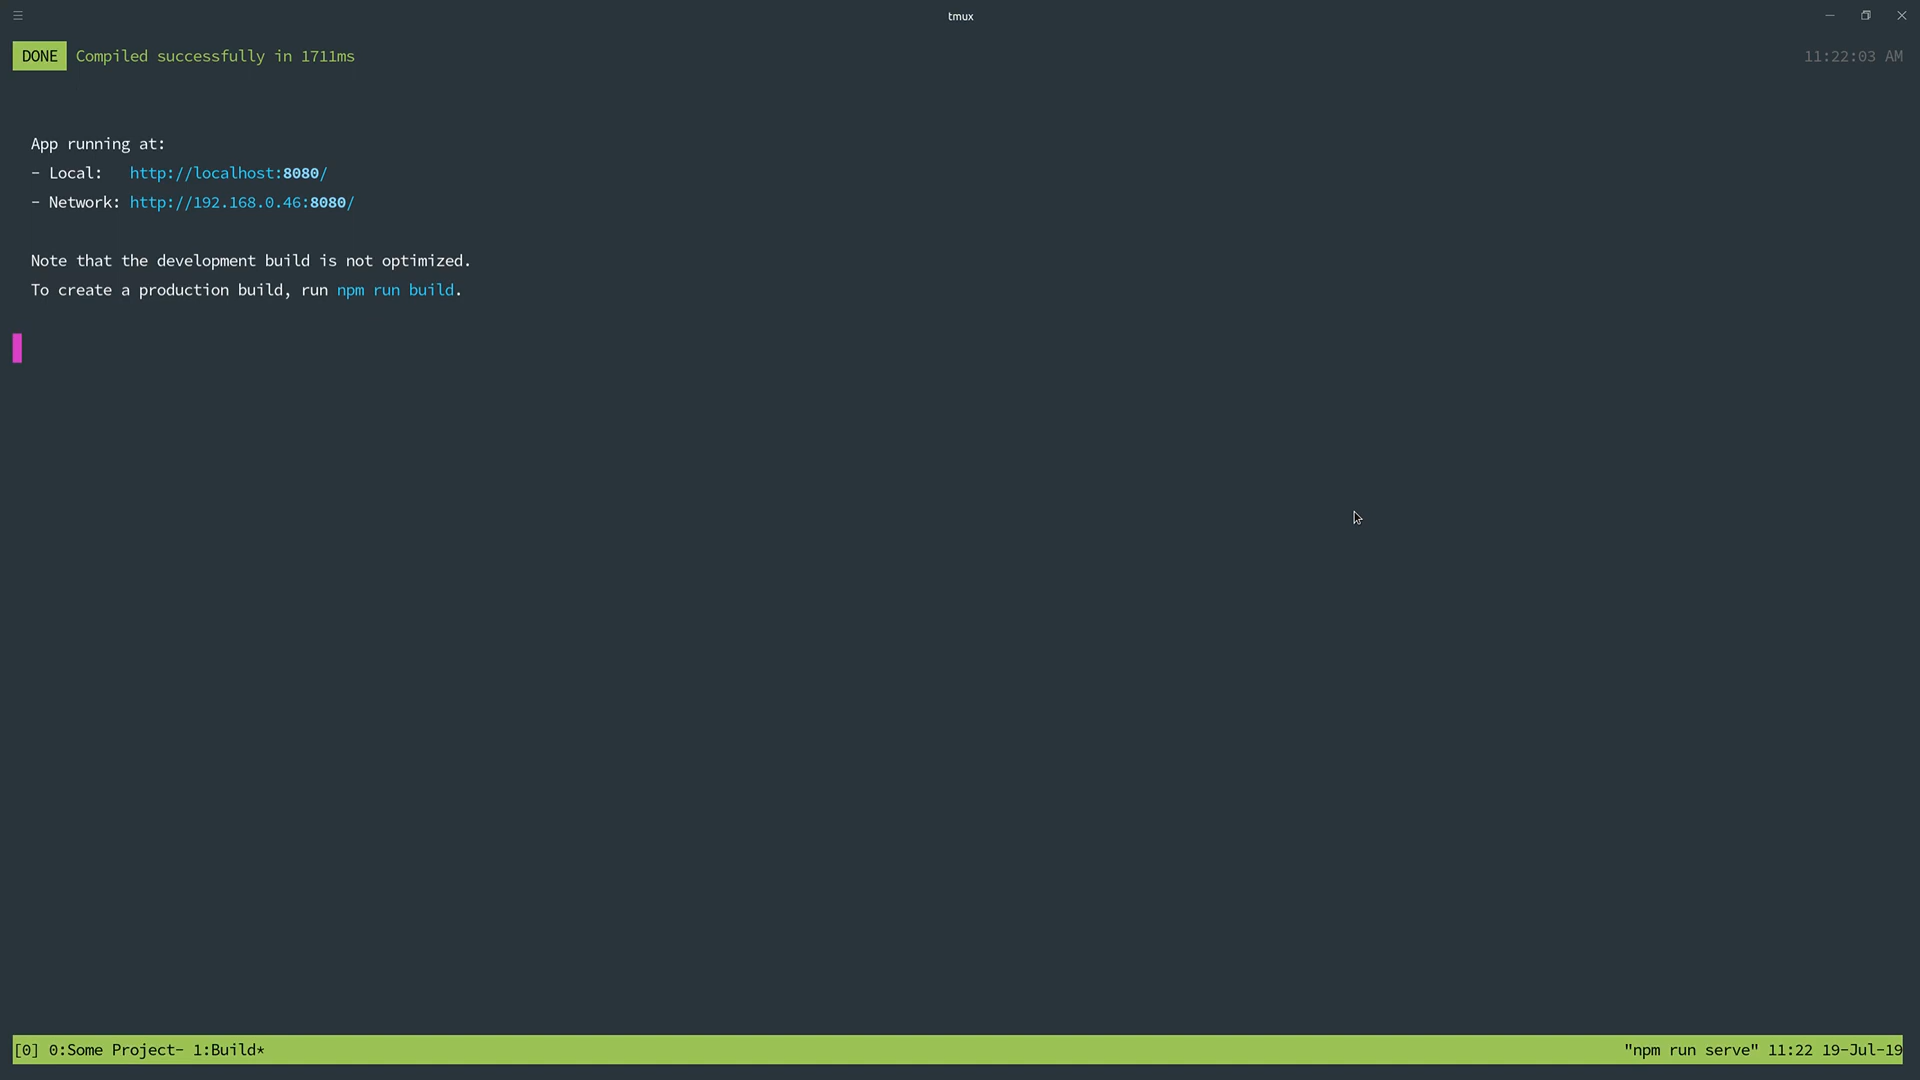 tmux
DONE Compiled successfully in 1711ms 11:22:03 AM
App running at:
- Local: http://localhost:8080/
- Network: http://192.168.0.46:8080/
Note that the development build is not optimized.
To create a production build, run npm run build.
[0] 0:Some Project- 1:Build* "npm run serve" 11:22 19-Jul-19